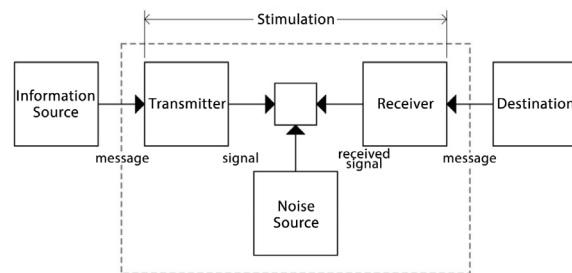 Stimulation
Information
Source
Transmitter
Receiver
Destination
message
signal
received
signal
message
Noise
Source